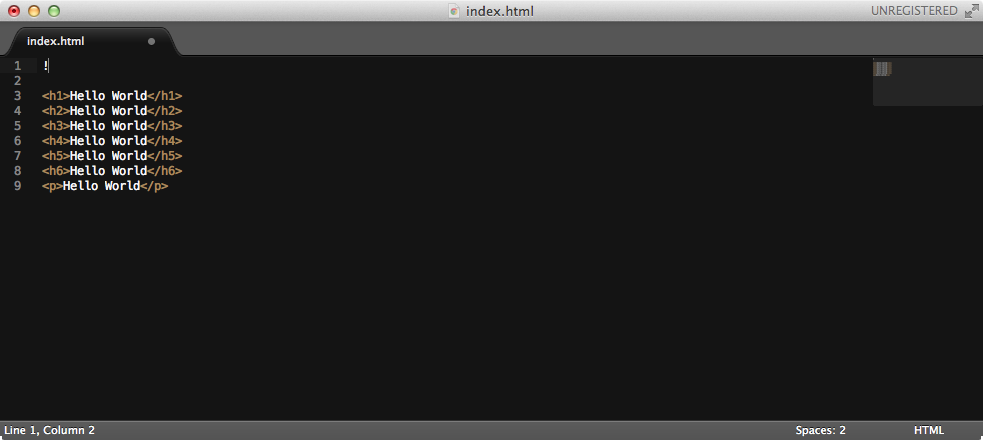 index.html
UNREGISTERED
index.html
1 !
2
3 <h1>Hello World</h1>
4 <h2>Hello World</h2>
5 <h3>Hello World</h3>
6 <h4>Hello World</h4>
7 <h5>Hello World</h5>
8 <h6>Hello World</h6>
9 <p>Hello World</p>
Line 1, Column 2
Spaces: 2
HTML